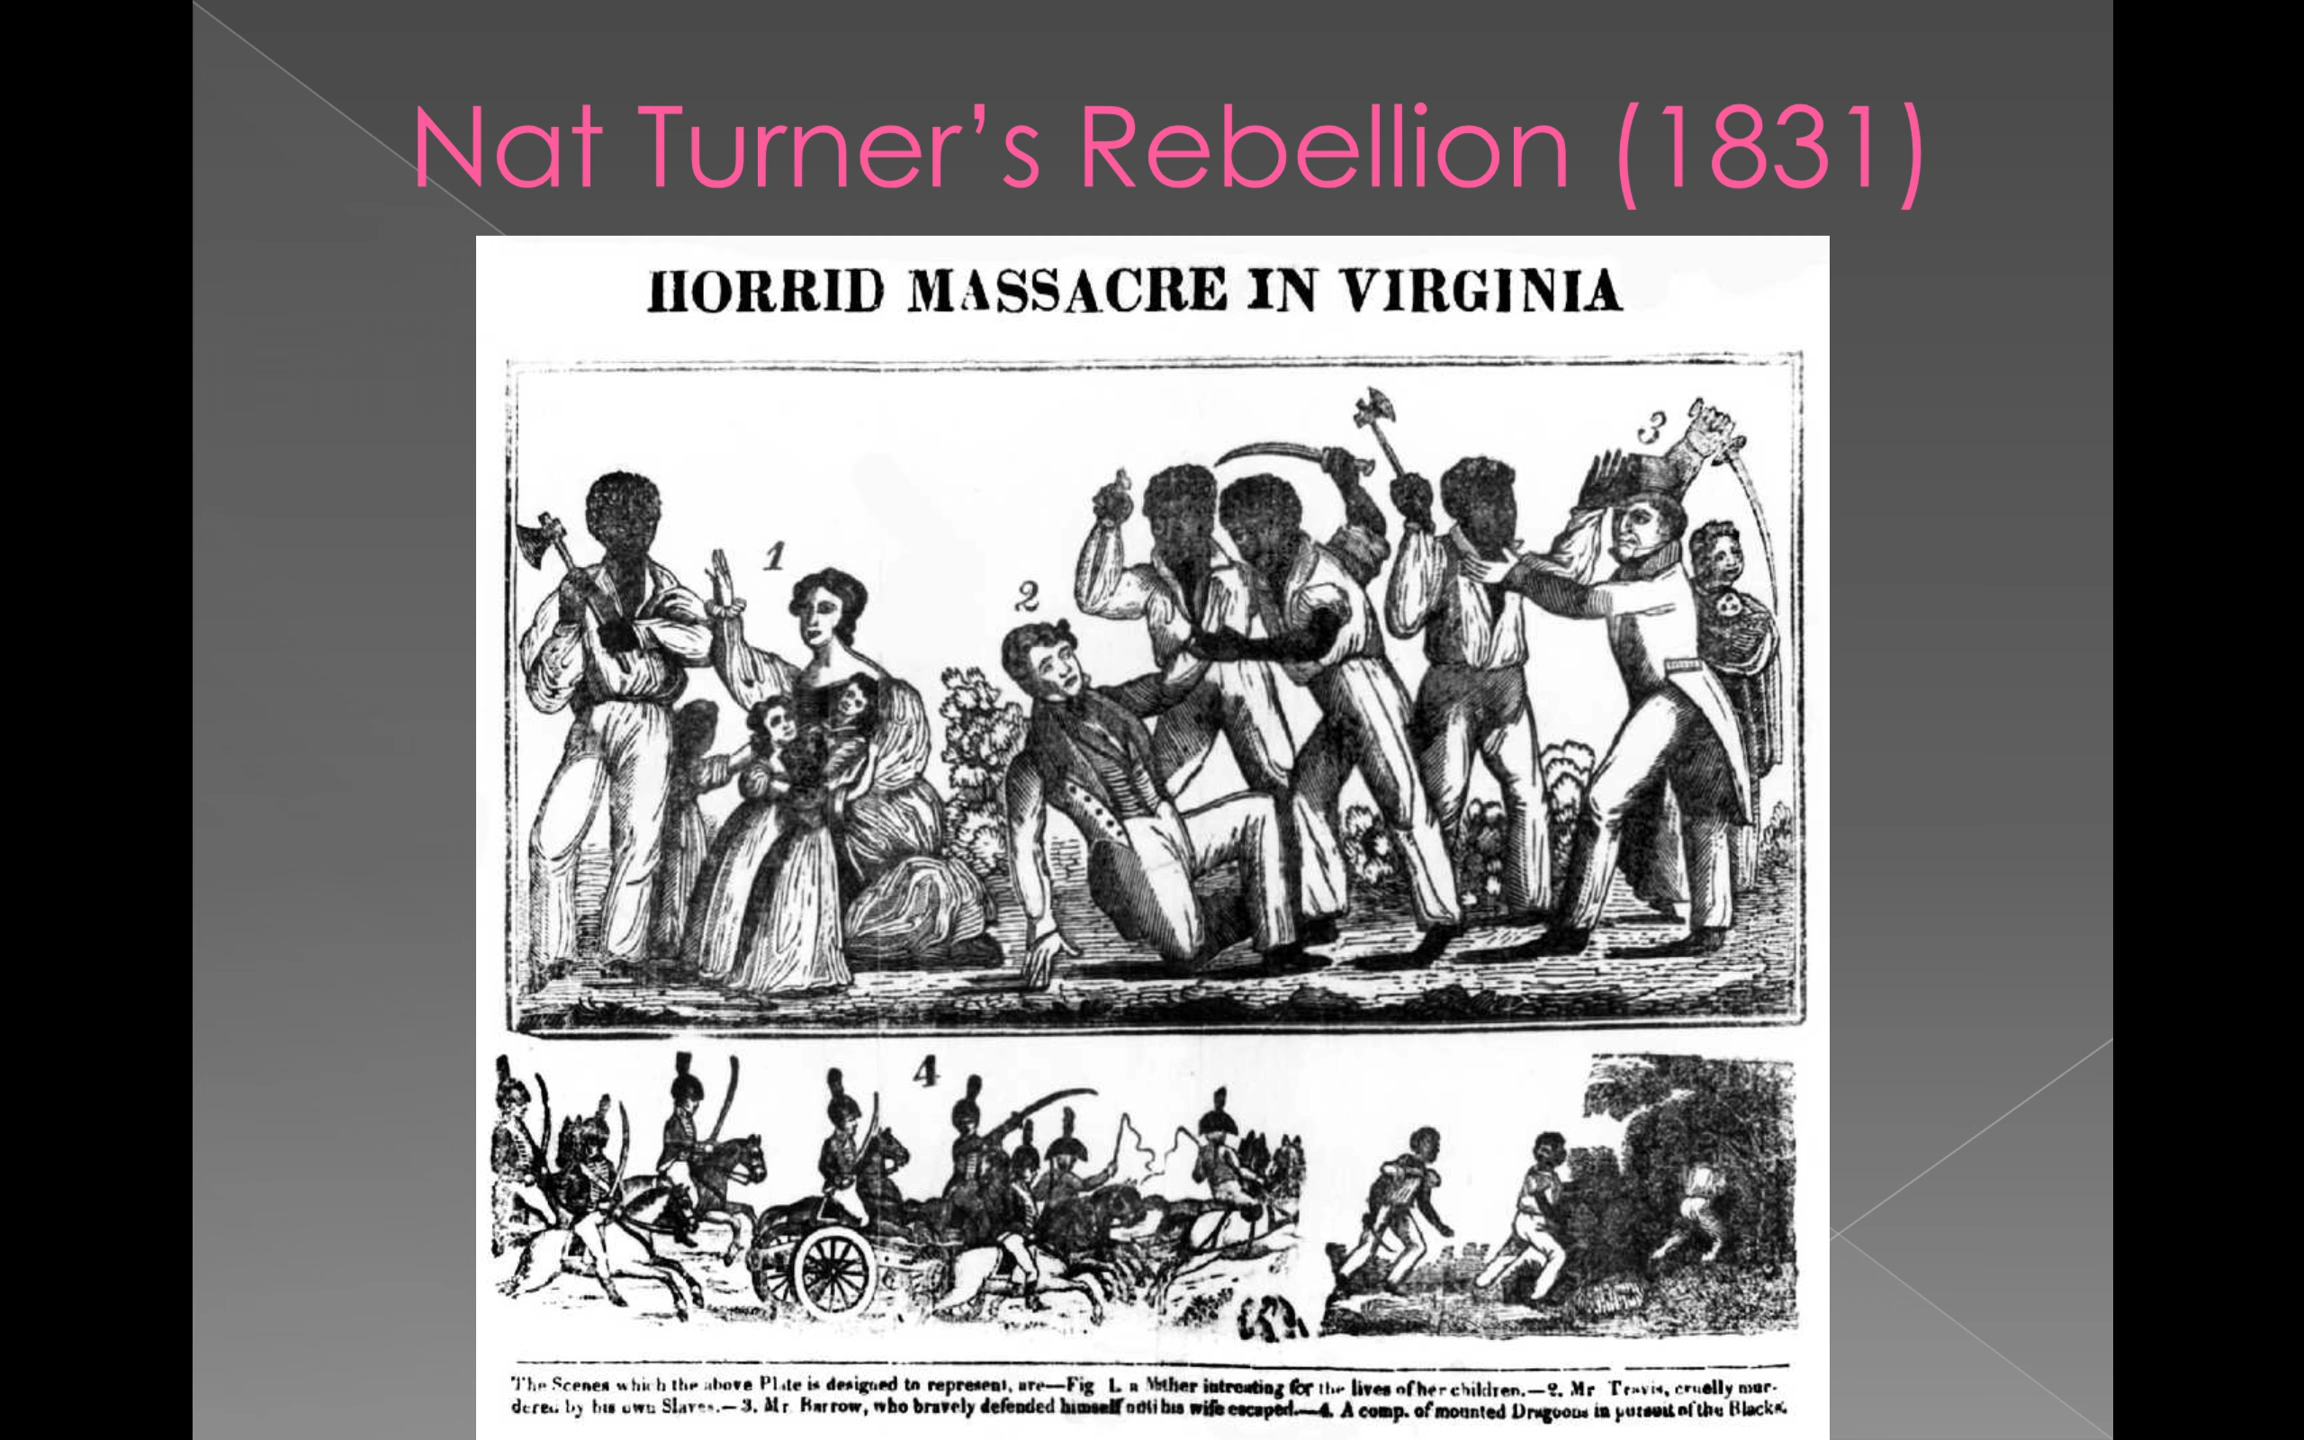 Nat Turner’s Rebellion (1831)
HORRID MASSACRE IN VIRGINIA
1
2
3
4
The Scenes which the above Plate is designed to represent, are—Fig 1. a Mother intreating for the lives of her children.—2. Mr. Travis, cruelly mur-
dered by his own Slaves.—3. Mr. Barrow, who bravely defended himself until his wife escaped.—4. A comp. of mounted Dragoons in pursuit of the Blacks.